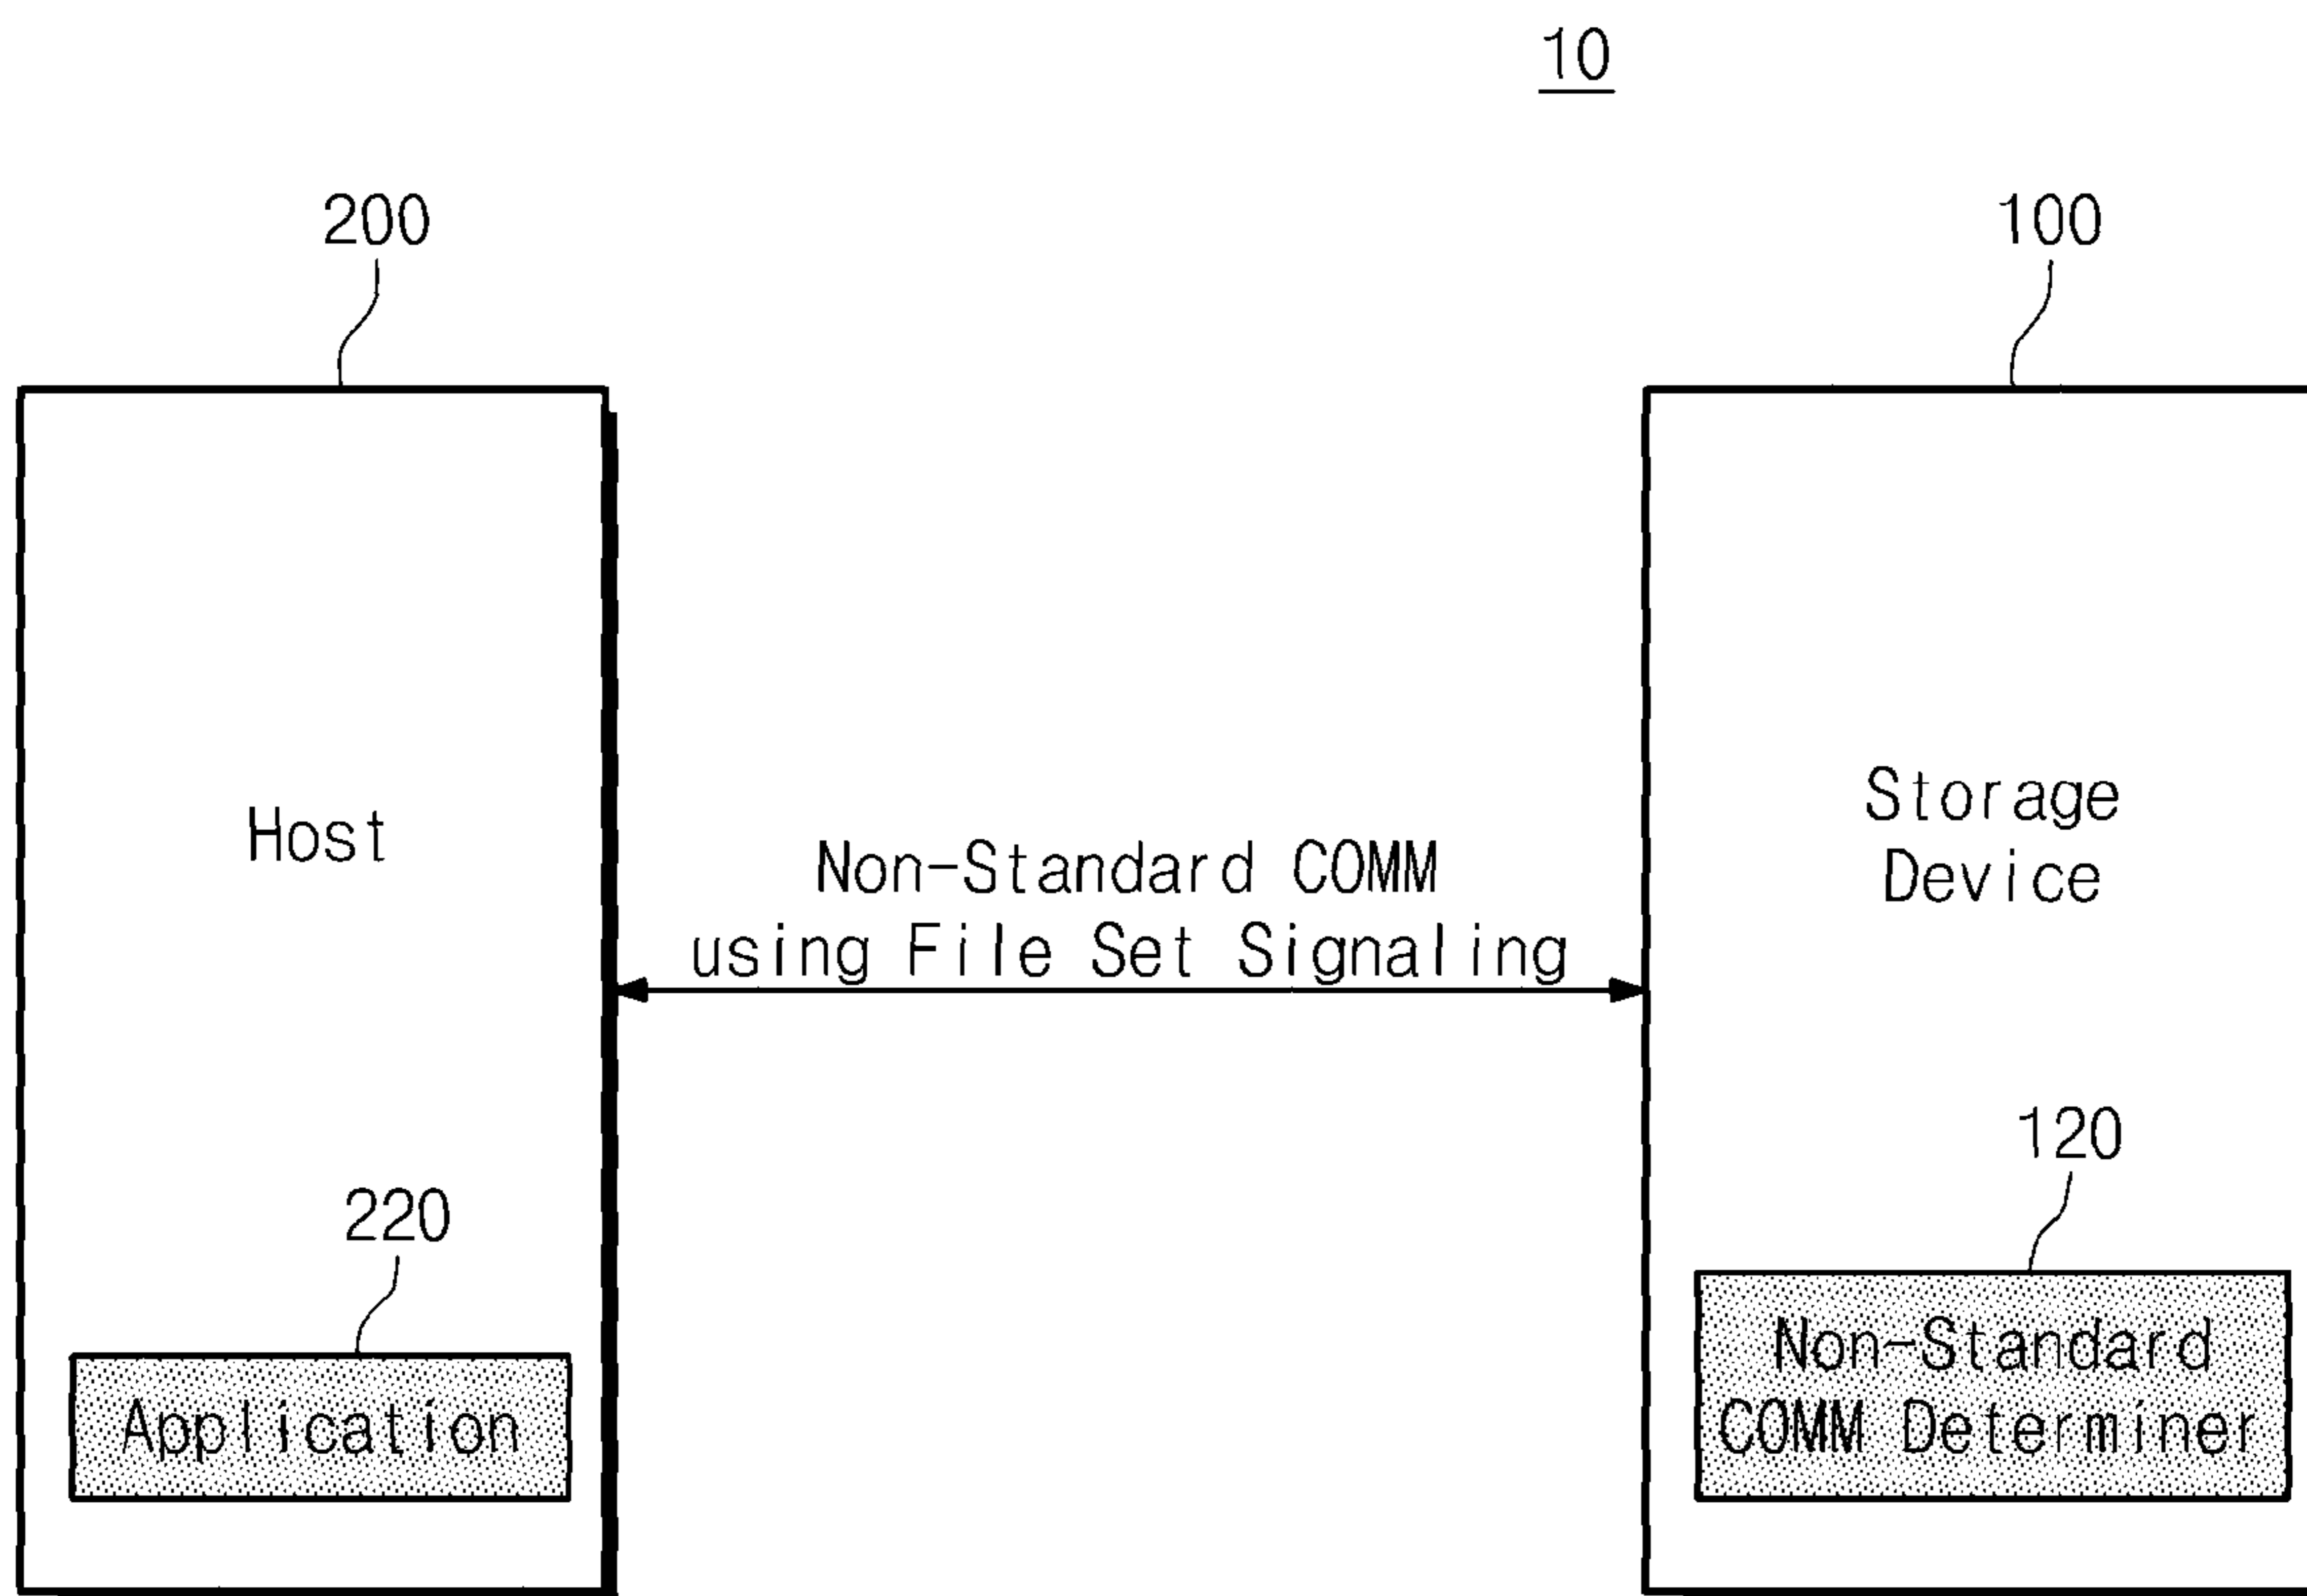 10
200
100
Host
Storage
Device
Non-Standard COMM
using File Set Signaling
120
220
Non-Standard
COMM Determiner
Application